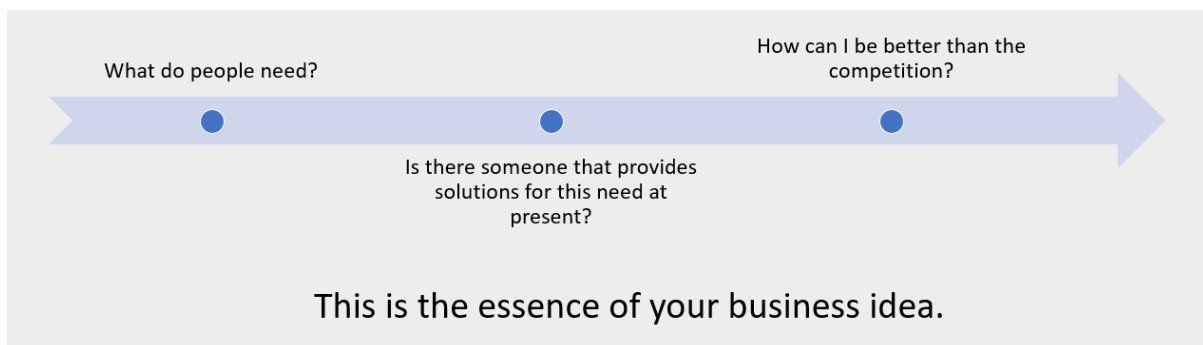 What do people need?
How can I be better than the
competition?
Is there someone that provides
solutions for this need at
present?
This is the essence of your business idea.